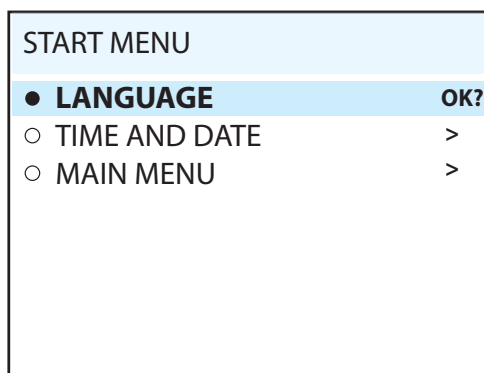 START MENU
● LANGUAGE OK?
○ TIME AND DATE >
○ MAIN MENU >